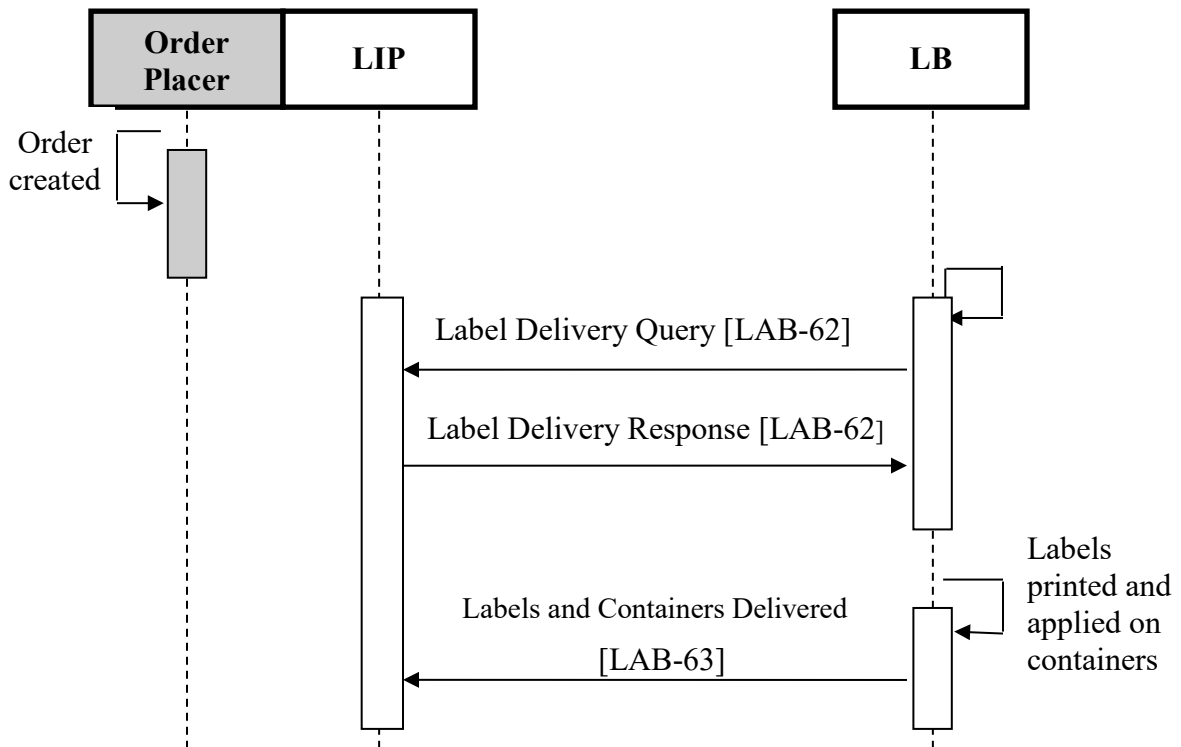 Order
Placer
LIP
LB
Order
created
Label Delivery Query [LAB-62]
Label Delivery Response [LAB-62]
Labels
printed and
applied on
containers
Labels and Containers Delivered
[LAB-63]